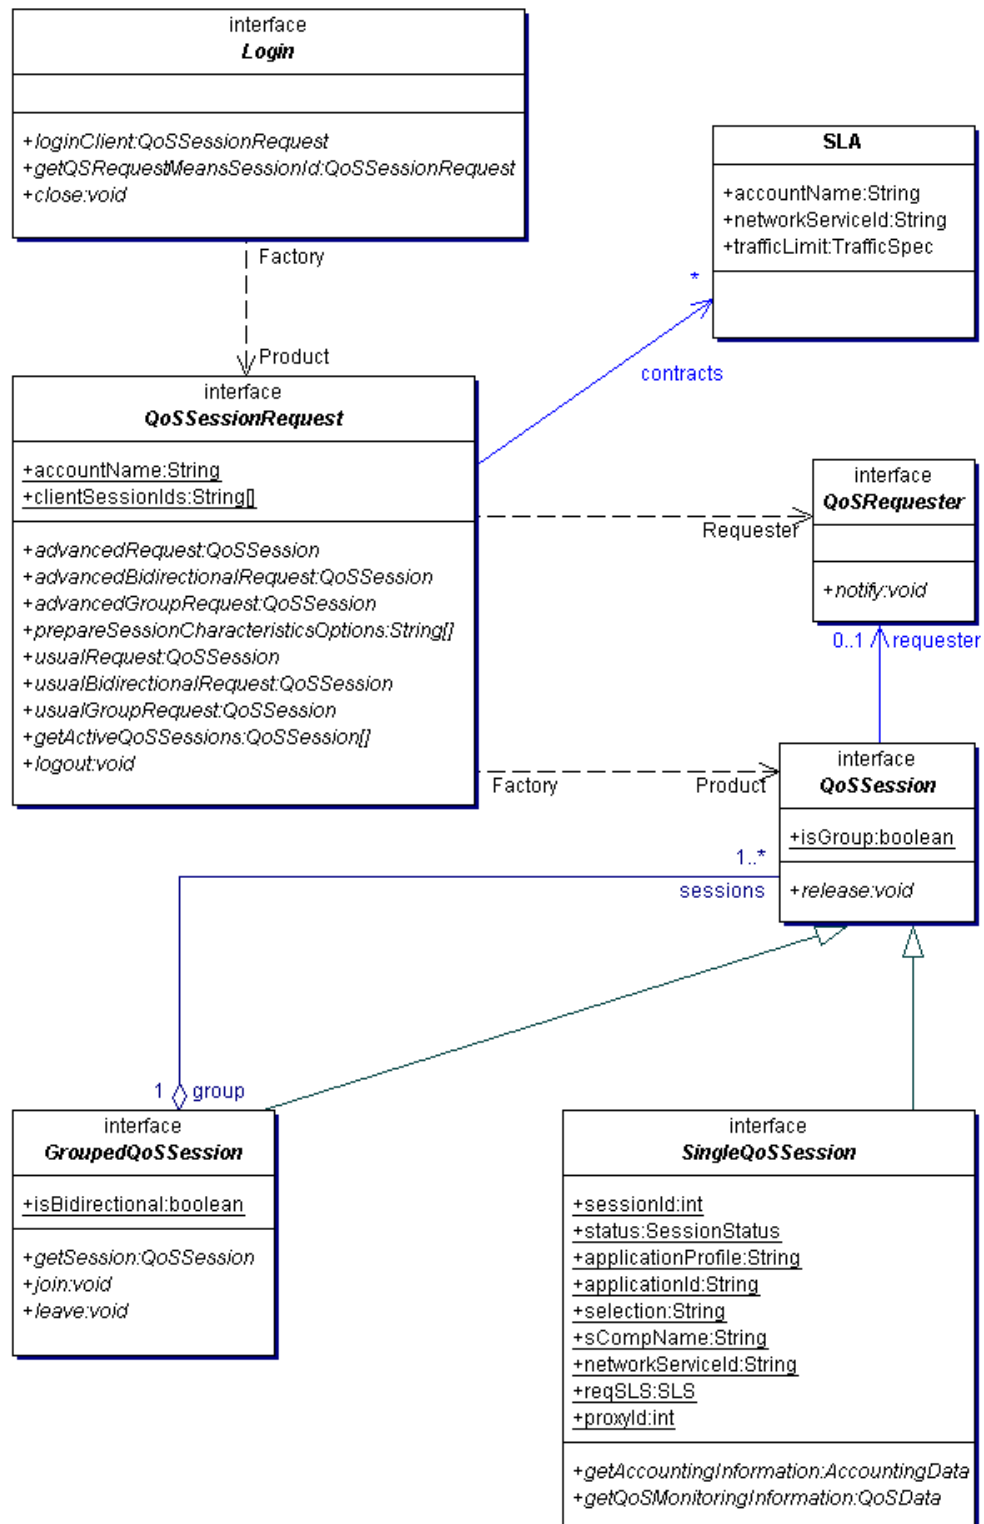 interface
Login
+loginClient:QoSSessionRequest
+getQSRequestMeansSessionId:QoSSessionRequest
+close:void
Factory
Product
SLA
+accountName:String
+networkServiceId:String
+trafficLimit:TrafficSpec
*
contracts
interface
QoSSessionRequest
+accountName:String
+clientSessionIds:String[]
+advancedRequest:QoSSession
+advancedBidirectionalRequest:QoSSession
+advancedGroupRequest:QoSSession
+prepareSessionCharacteristicsOptions:String[]
+usualRequest:QoSSession
+usualBidirectionalRequest:QoSSession
+usualGroupRequest:QoSSession
+getActiveQoSSessions:QoSSession[]
+logout:void
Requester
interface
QoSRequester
+notify:void
0..1 requester
Factory Product
interface
QoSSession
+isGroup:boolean
+release:void
1..*
sessions
1 group
interface
GroupedQoSSession
+isBidirectional:boolean
+getSession:QoSSession
+join:void
+leave:void
interface
SingleQoSSession
+sessionId:int
+status:SessionStatus
+applicationProfile:String
+applicationId:String
+selection:String
+sCompName:String
+networkServiceId:String
+reqSLS:SLS
+proxyId:int
+getAccountingInformation:AccountingData
+getQoSMonitoringInformation:QoSData